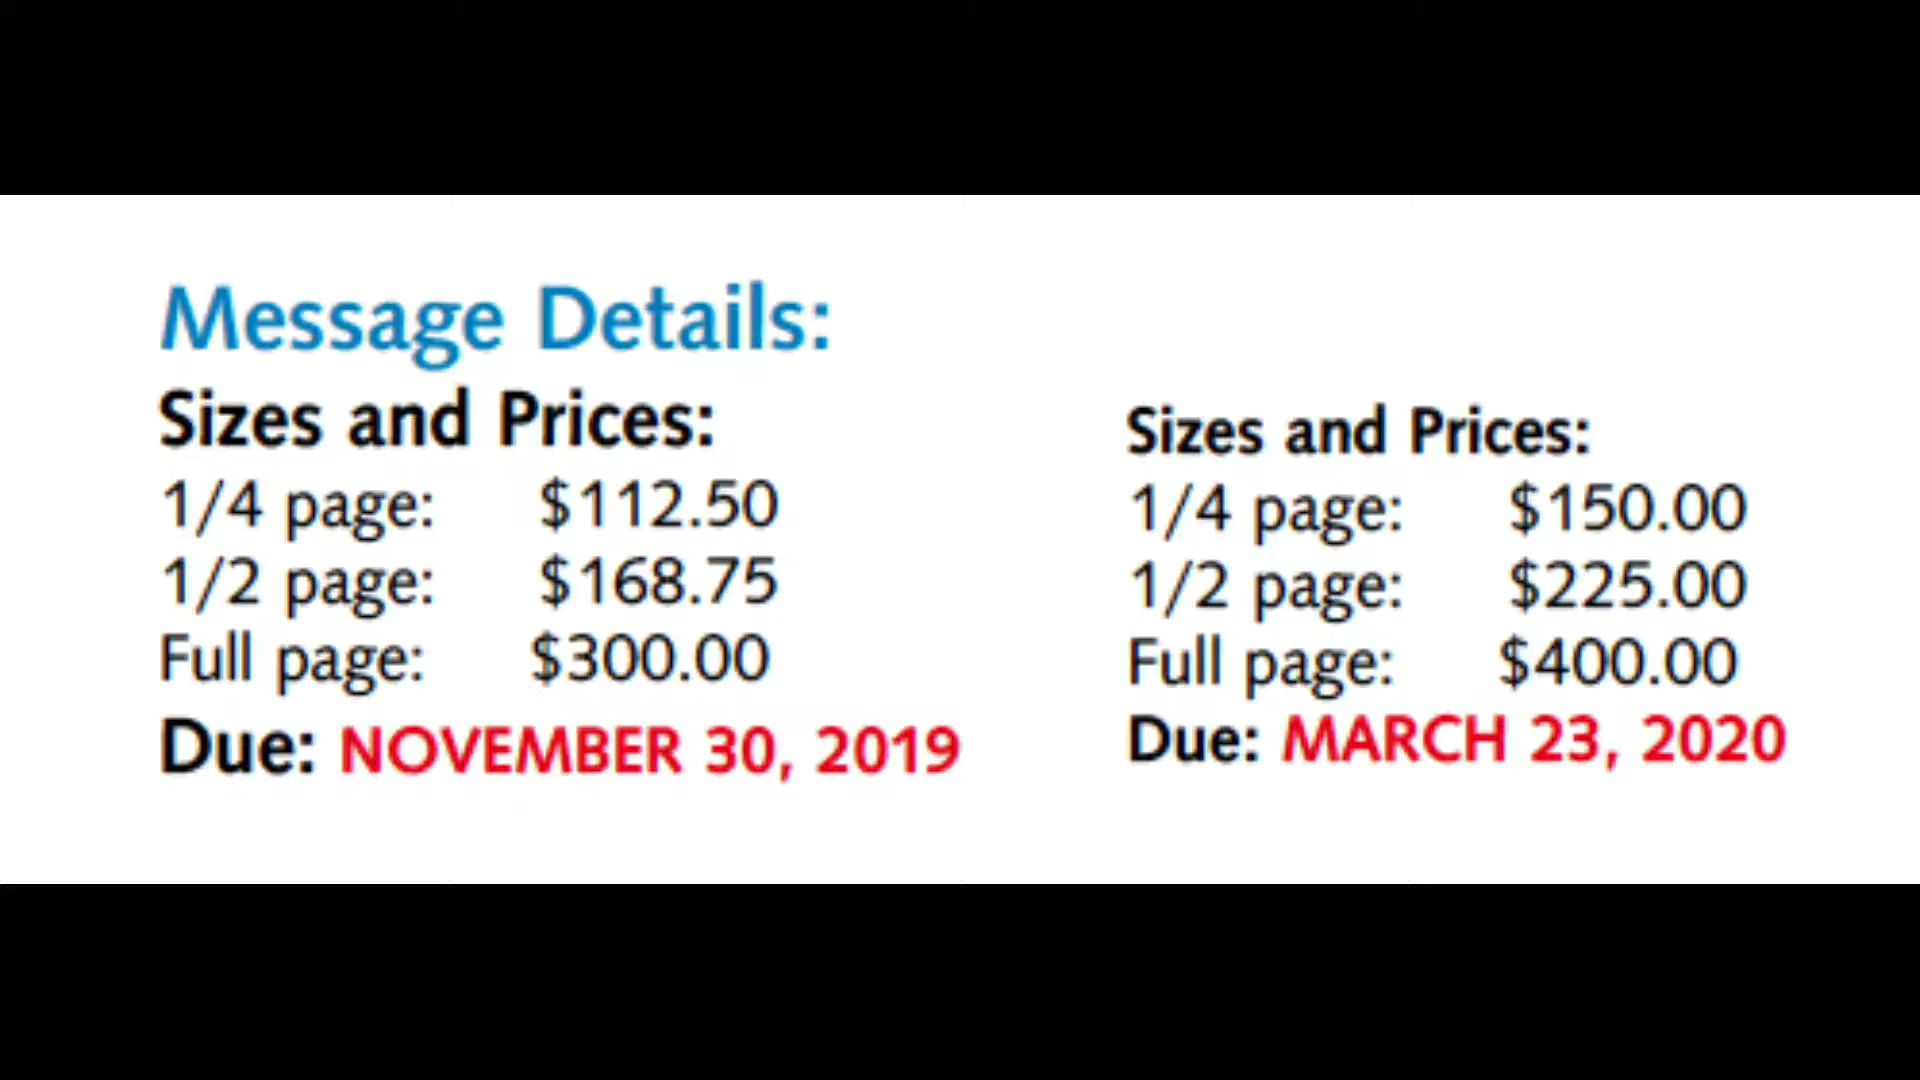 Message Details:
Sizes and Prices:
1/4 page: $112.50
1/2 page: $168.75
Full page: $300.00
Due: NOVEMBER 30, 2019
Sizes and Prices:
1/4 page: $150.00
1/2 page: $225.00
Full page: $400.00
Due: MARCH 23, 2020